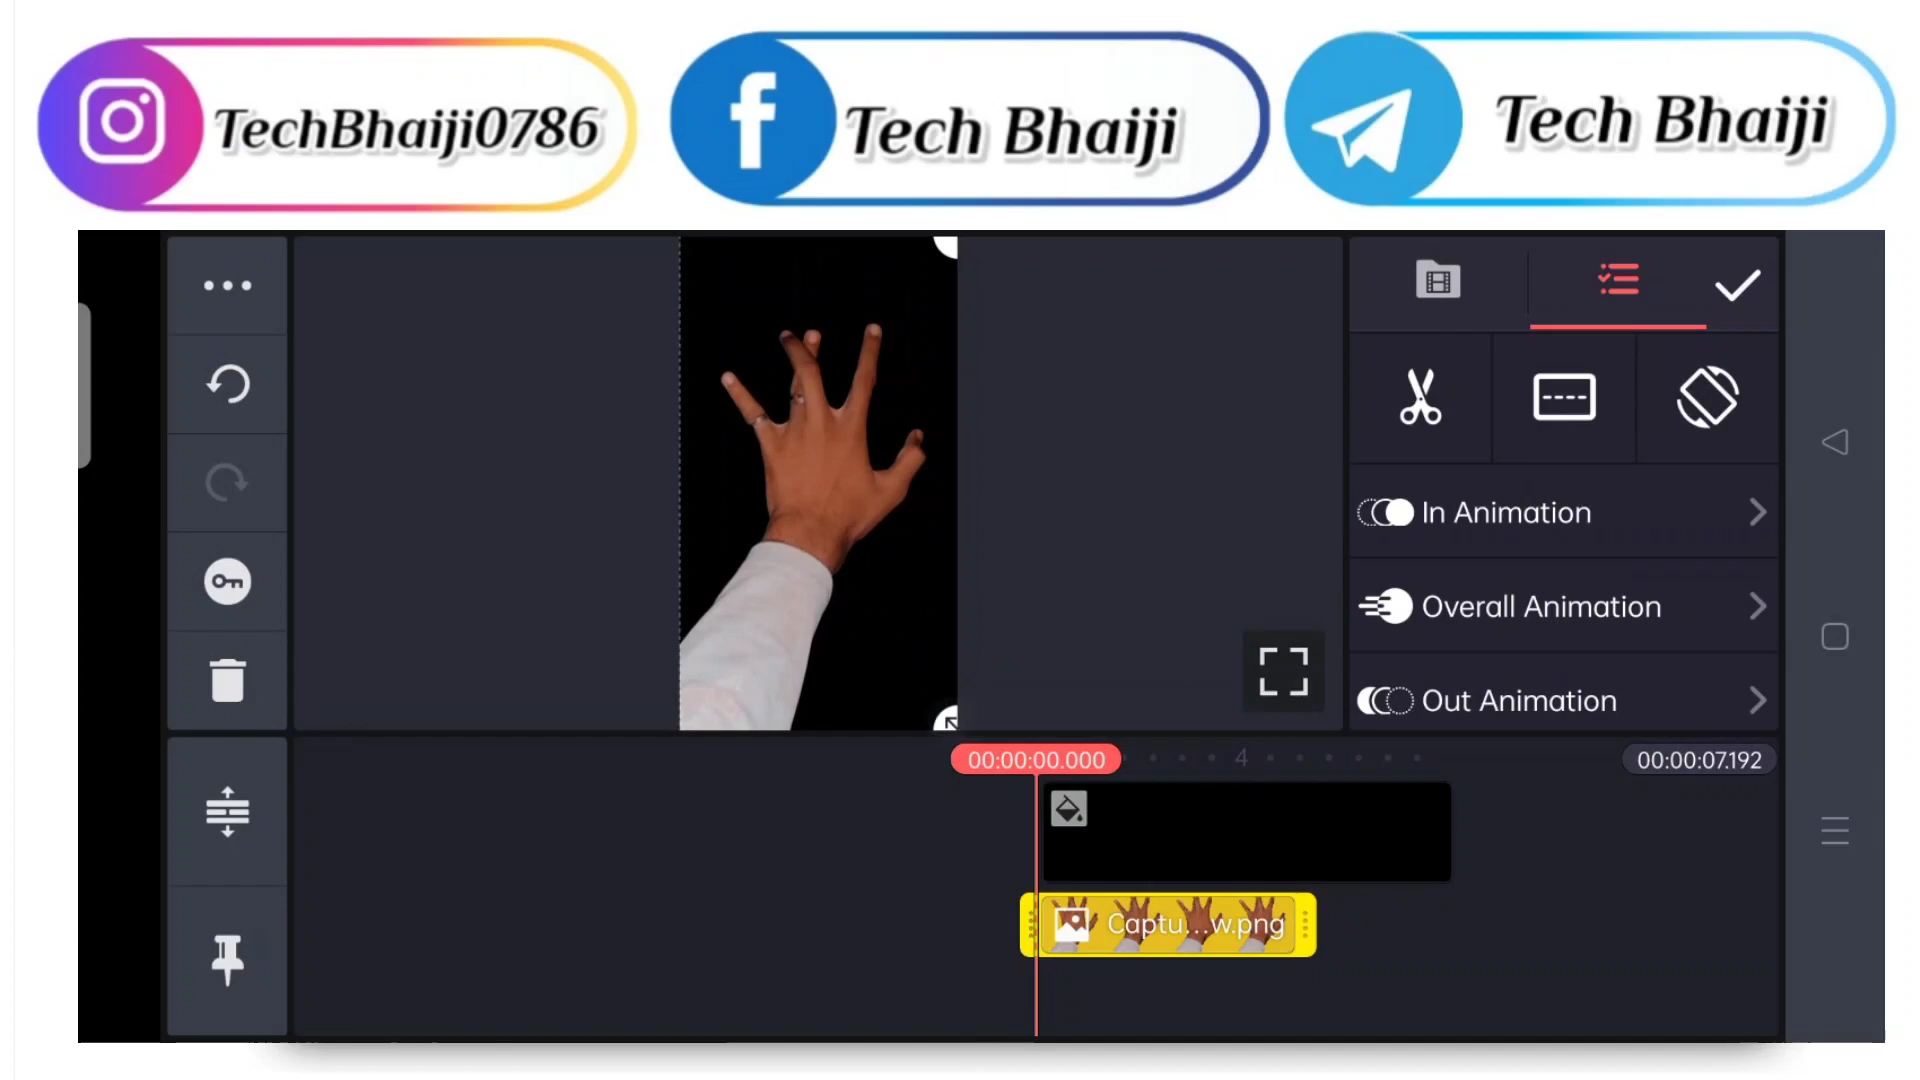 TechBhaiji0786
Tech Bhaiji
Tech Bhaiji
In Animation
Overall Animation
Out Animation
00:00:00.000
4
00:00:07.192
Captu...w.png